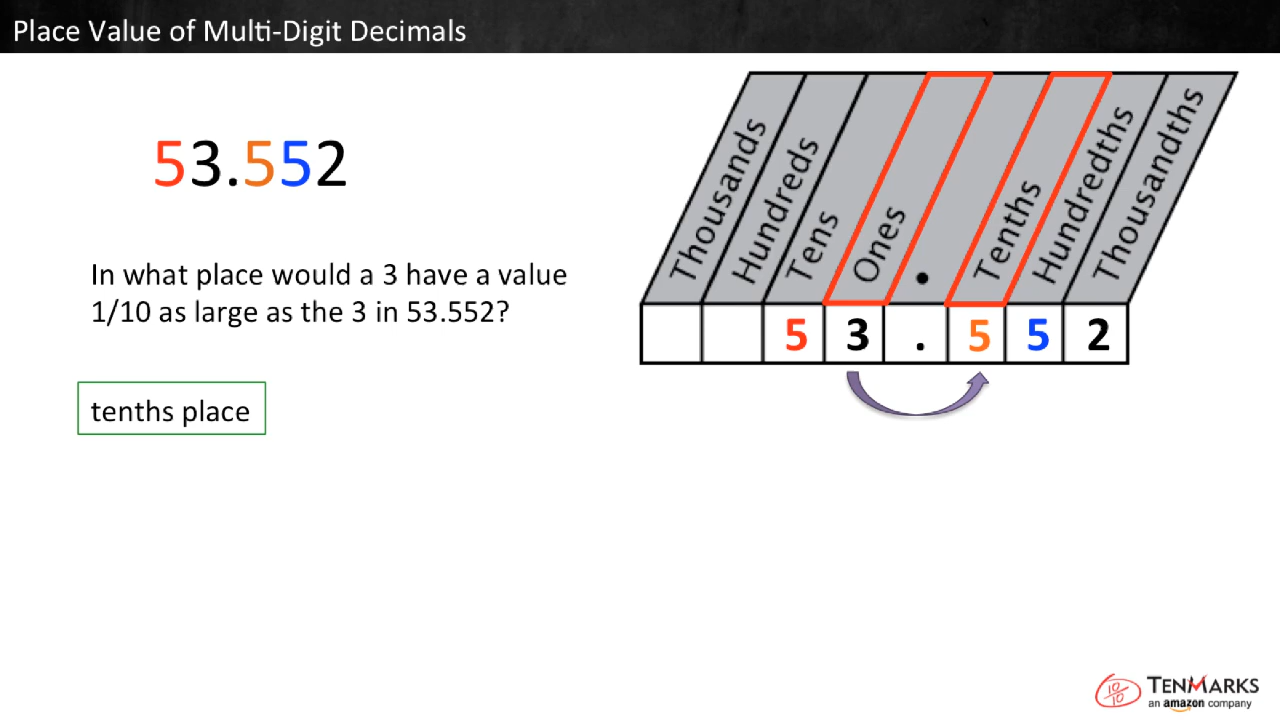 Place Value of Multi-Digit Decimals
53.552
In what place would a 3 have a value
1/10 as large as the 3 in 53.552?
tenths place
Thousands
Hundreds
Tens
Ones
.
Tenths
Hundredths
Thousandths
5 3 . 5 5 2
10/10
TENMARKS
an amazon company